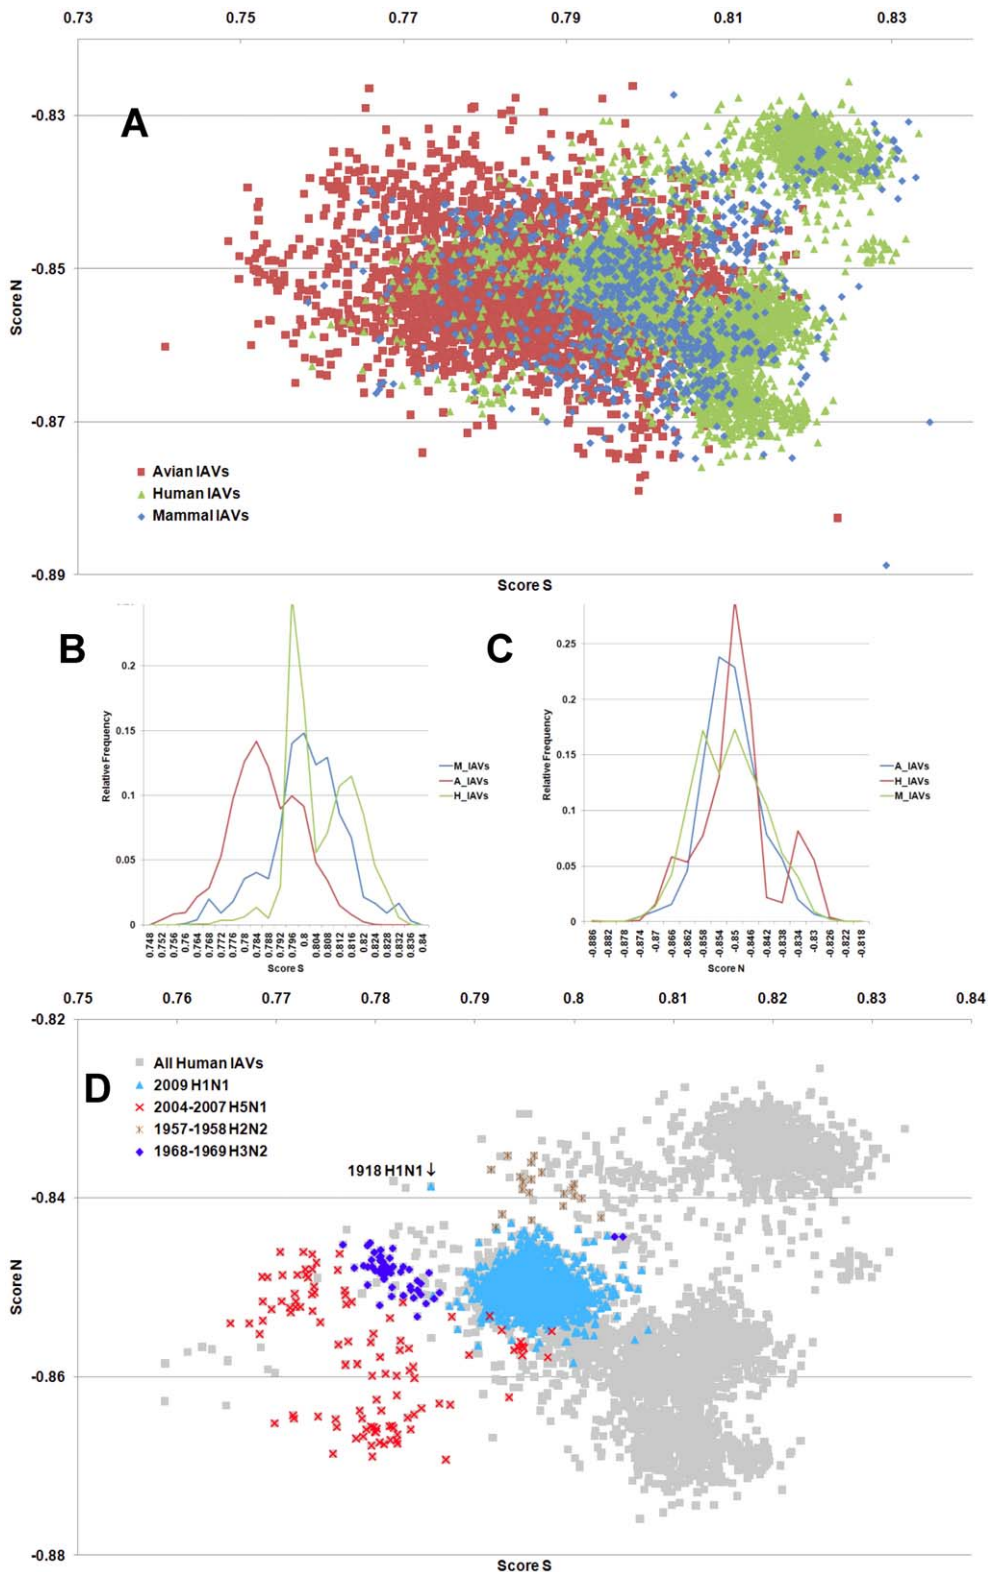 0.73 0.75 0.77 0.79 0.81 0.83
-0.83
A
-0.85
Score N
-0.87
Avian IAVs
Human IAVs
Mammal IAVs
-0.89
Score S
B
0.2
0.15
0.1
0.05
0
Relative Frequency
M_IAVs
A_IAVs
H_IAVs
0.748 0.752 0.756 0.76 0.764 0.768 0.772 0.776 0.78 0.784 0.788 0.792 0.796 0.8 0.804 0.808 0.812 0.816 0.82 0.824 0.828 0.832 0.836 0.84
Score S
C
0.25
0.2
0.15
0.1
0.05
0
Relative Frequency
A_IAVs
H_IAVs
M_IAVs
-0.886 -0.882 -0.878 -0.874 -0.87 -0.866 -0.862 -0.858 -0.854 -0.85 -0.846 -0.842 -0.838 -0.834 -0.83 -0.826 -0.822 -0.818
Score N
0.75 0.76 0.77 0.78 0.79 0.8 0.81 0.82 0.83 0.84
-0.82
D
All Human IAVs
2009 H1N1
2004-2007 H5N1
1957-1958 H2N2
1968-1969 H3N2
1918 H1N1 ↓
-0.84
Score N
-0.86
-0.88
Score S